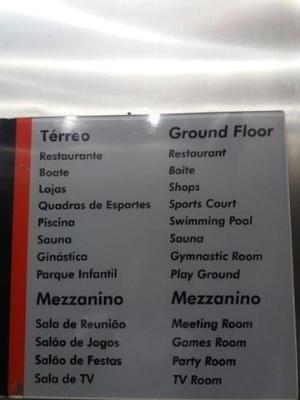 Térreo Ground Floor
Restaurante Restaurant
Boate Boite
Lojas Shops
Quadras de Esportes Sports Court
Piscina Swimming Pool
Sauna Sauna
Ginástica Gymnastic Room
Parque Infantil Play Ground
Mezzanino Mezzanino
Sala de Reunião Meeting Room
Salão de Jogos Games Room
Salão de Festas Party Room
Sala de TV TV Room